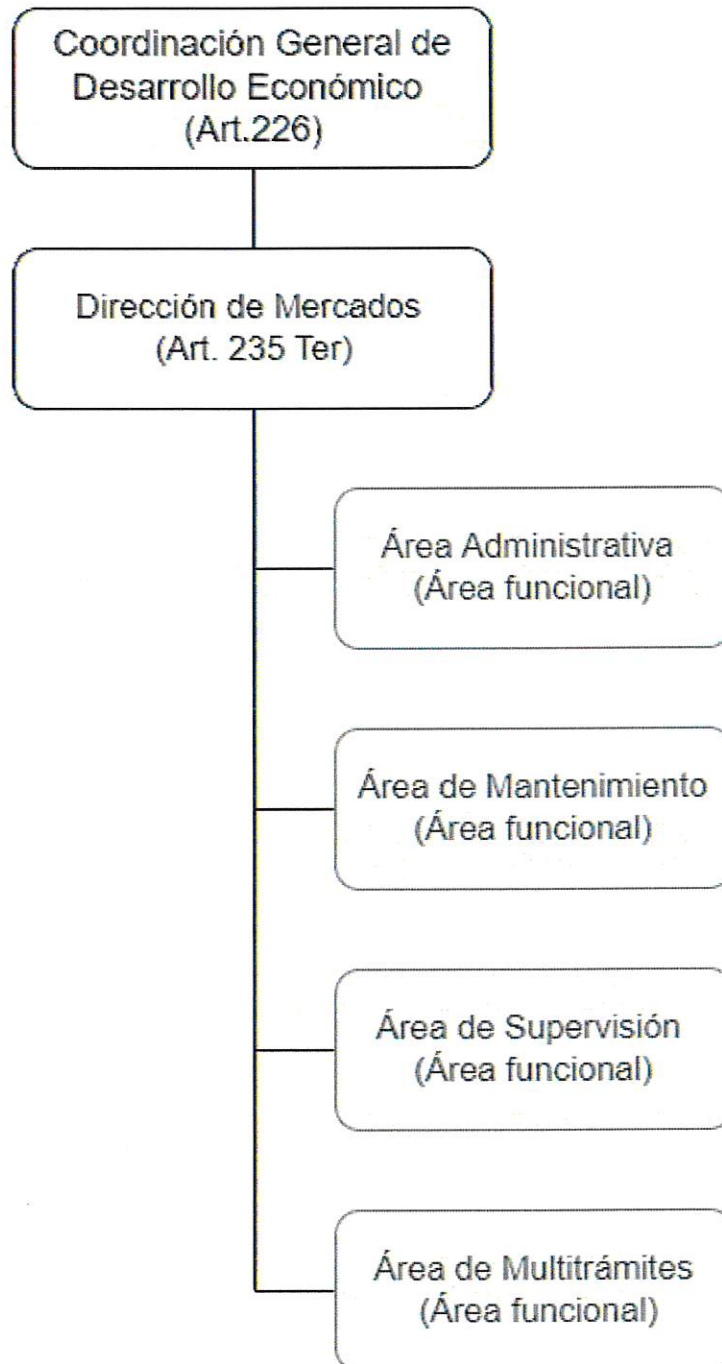 Coordinación General de
Desarrollo Económico
(Art.226)
Dirección de Mercados
(Art. 235 Ter)
Área Administrativa
(Área funcional)
Área de Mantenimiento
(Área funcional)
Área de Supervisión
(Área funcional)
Área de Multitrámites
(Área funcional)